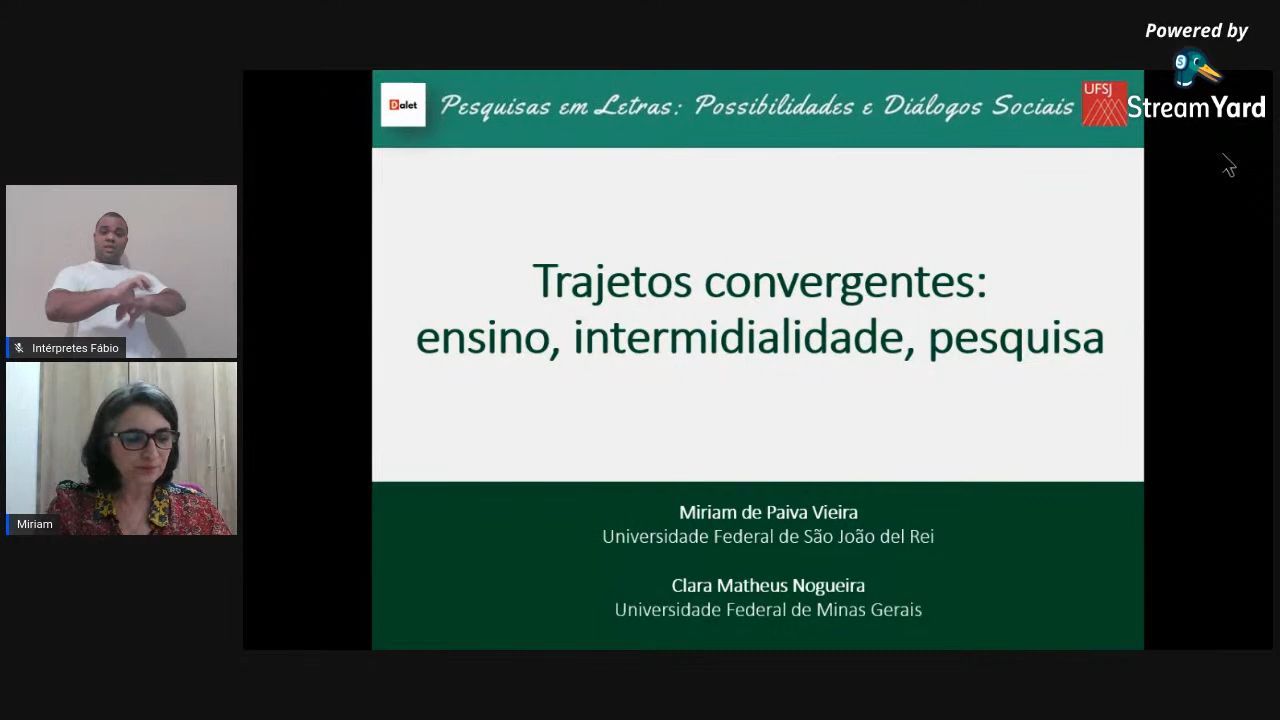 Powered by
StreamYard
Dalet
Pesquisas em Letras: Possibilidades e Diálogos Sociais
UFSJ
Trajetos convergentes:
ensino, intermidialidade, pesquisa
Intérpretes Fábio
Miriam
Miriam de Paiva Vieira
Universidade Federal de São João del Rei
Clara Matheus Nogueira
Universidade Federal de Minas Gerais